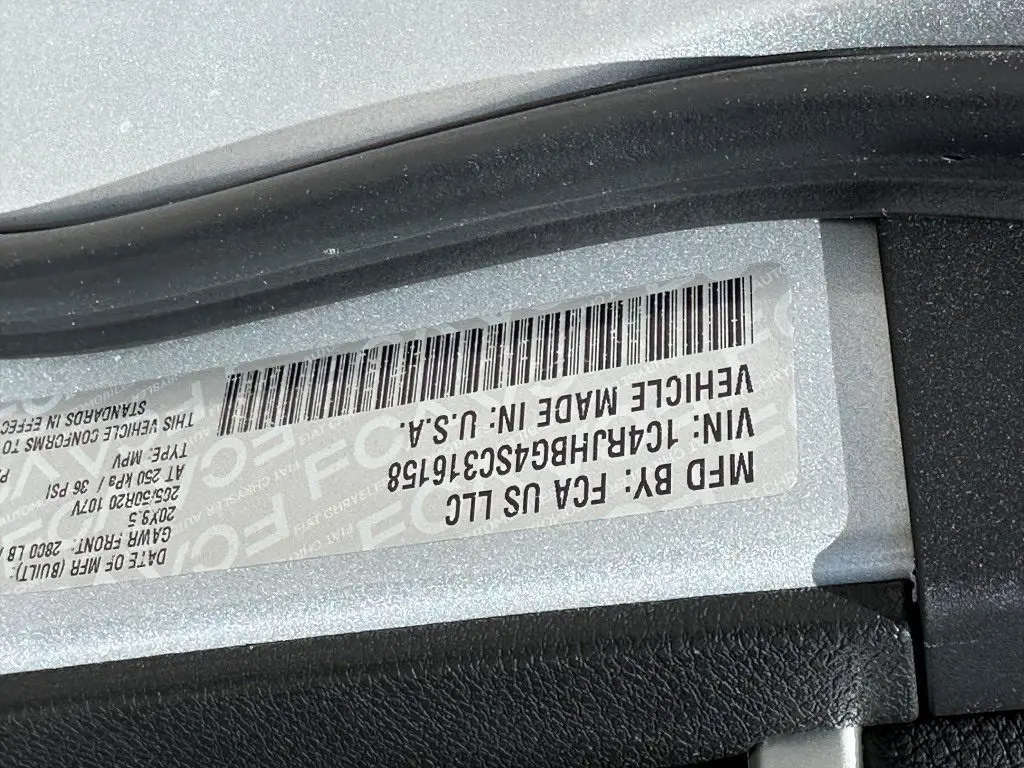 MFD BY: FCA US LLC
VIN: 1C4RJHBG4SC316158
VEHICLE MADE IN: U.S.A.
DATE OF MFR (BUILT):
GAWR FRONT: 2800 LB
20X9.5
265/50R20 107V
AT 250 kPa / 36 PSI
TYPE: MPV
THIS VEHICLE CONFORMS TO
STANDARDS IN EFFEC